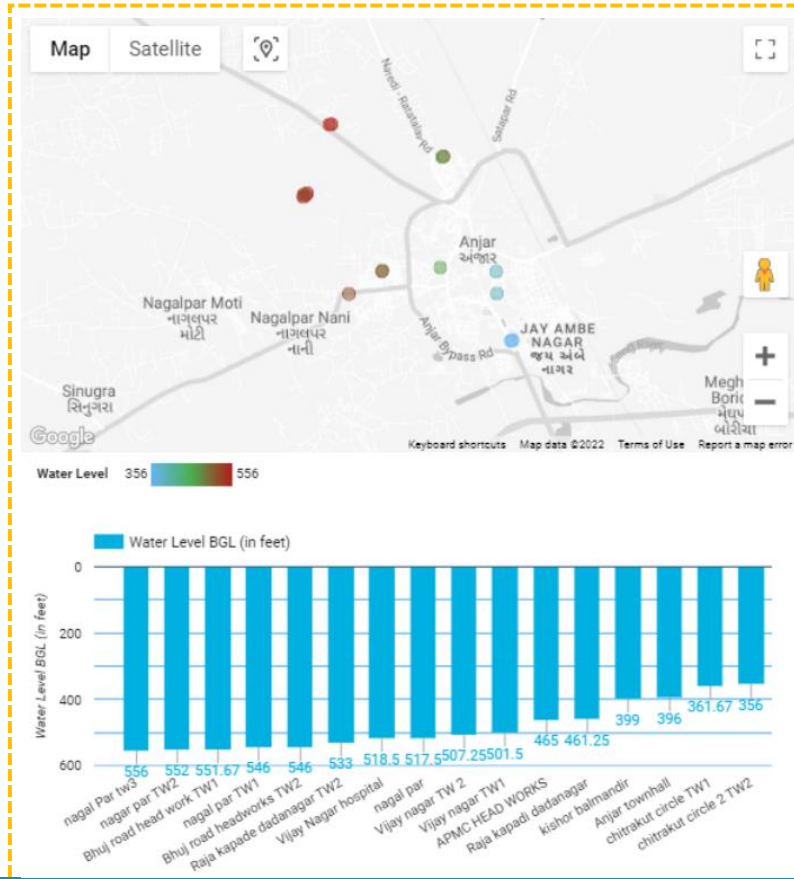 Map
Satellite
Naredi - Ratatalav Rd
Satapar Rd
Anjar
અંજાર
Nagalpar Moti
નાગલપર
મોટી
Nagalpar Nani
નાગલપર
નાની
Anjar Bypass Rd
JAY AMBE
NAGAR
જય અંબે
નાગર
Sinugra
સિનુગરા
Megh
Boric
મેઘપ
બોરીચા
Google
Keyboard shortcuts
Map data ©2022
Terms of Use
Report a map error
Water Level 356 556
Water Level BGL (in feet)
Water Level BGL (in feet)
0
200
400
600
556
552
551.67
546
546
533
518.5
517.5
507.25
501.5
465
461.25
399
396
361.67
356
nagal Par tw3
nagar par TW2
Bhuj road head work TW1
nagal par TW1
Bhuj road headworks TW2
Raja kapade dadanagar TW2
Vijay Nagar hospital
nagal par
Vijay nagar TW 2
Vijay nagar TW1
APMC HEAD WORKS
Raja kapadi dadanagar
kishor balmandir
Anjar townhall
chitrakut circle TW1
chitrakut circle 2 TW2